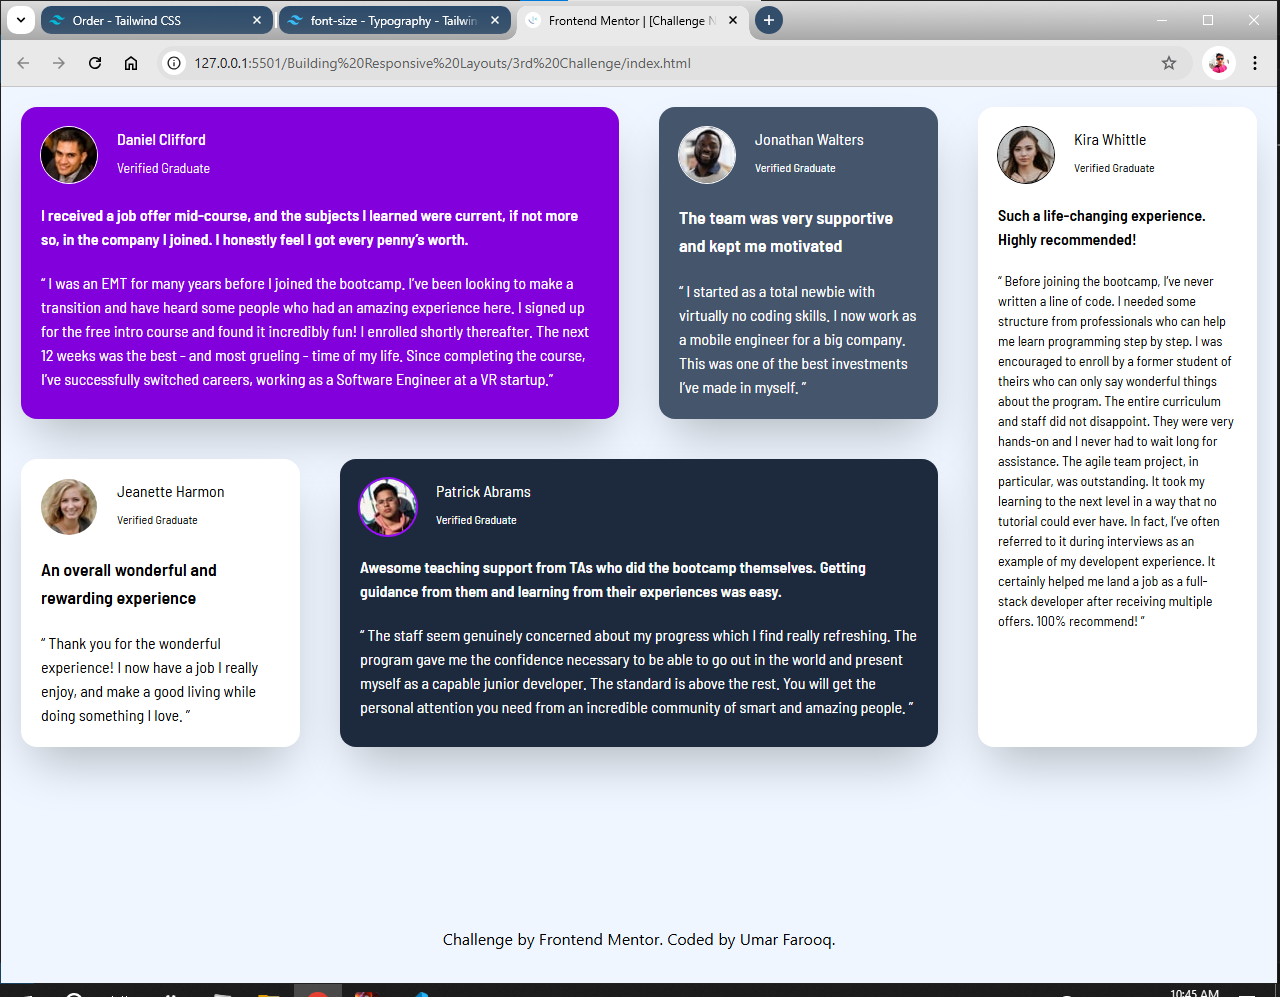 Order - Tailwind CSS
font-size - Typography - Tailwin
Frontend Mentor | [Challenge N
127.0.0.1:5501/Building%20Responsive%20Layouts/3rd%20Challenge/index.html
Daniel Clifford
Verified Graduate
I received a job offer mid-course, and the subjects I learned were current, if not more
so, in the company I joined. I honestly feel I got every penny’s worth.
“ I was an EMT for many years before I joined the bootcamp. I’ve been looking to make a
transition and have heard some people who had an amazing experience here. I signed up
for the free intro course and found it incredibly fun! I enrolled shortly thereafter. The next
12 weeks was the best - and most grueling - time of my life. Since completing the course,
I’ve successfully switched careers, working as a Software Engineer at a VR startup.”
Jonathan Walters
Verified Graduate
The team was very supportive
and kept me motivated
“ I started as a total newbie with
virtually no coding skills. I now work as
a mobile engineer for a big company.
This was one of the best investments
I’ve made in myself. ”
Kira Whittle
Verified Graduate
Such a life-changing experience.
Highly recommended!
“ Before joining the bootcamp, I’ve never
written a line of code. I needed some
structure from professionals who can help
me learn programming step by step. I was
encouraged to enroll by a former student of
theirs who can only say wonderful things
about the program. The entire curriculum
and staff did not disappoint. They were very
hands-on and I never had to wait long for
assistance. The agile team project, in
particular, was outstanding. It took my
learning to the next level in a way that no
tutorial could ever have. In fact, I’ve often
referred to it during interviews as an
example of my developent experience. It
certainly helped me land a job as a full-
stack developer after receiving multiple
offers. 100% recommend! ”
Jeanette Harmon
Verified Graduate
An overall wonderful and
rewarding experience
“ Thank you for the wonderful
experience! I now have a job I really
enjoy, and make a good living while
doing something I love. ”
Patrick Abrams
Verified Graduate
Awesome teaching support from TAs who did the bootcamp themselves. Getting
guidance from them and learning from their experiences was easy.
“ The staff seem genuinely concerned about my progress which I find really refreshing. The
program gave me the confidence necessary to be able to go out in the world and present
myself as a capable junior developer. The standard is above the rest. You will get the
personal attention you need from an incredible community of smart and amazing people. ”
Challenge by Frontend Mentor. Coded by Umar Farooq.
10:45 AM